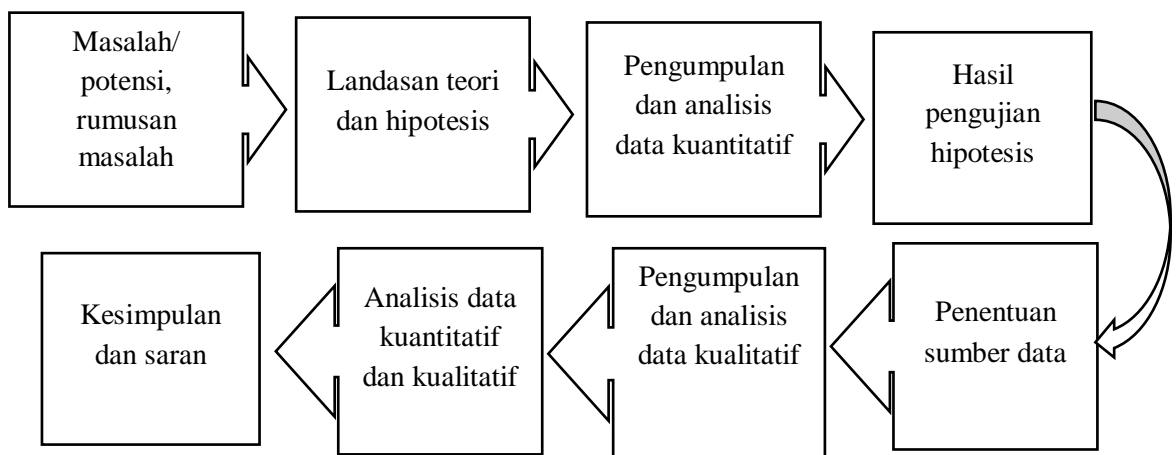 Masalah/
potensi,
rumusan
masalah
Landasan teori
dan hipotesis
Pengumpulan
dan analisis
data kuantitatif
Hasil
pengujian
hipotesis
Penentuan
sumber data
Pengumpulan
dan analisis
data kualitatif
Analisis data
kuantitatif
dan kualitatif
Kesimpulan
dan saran